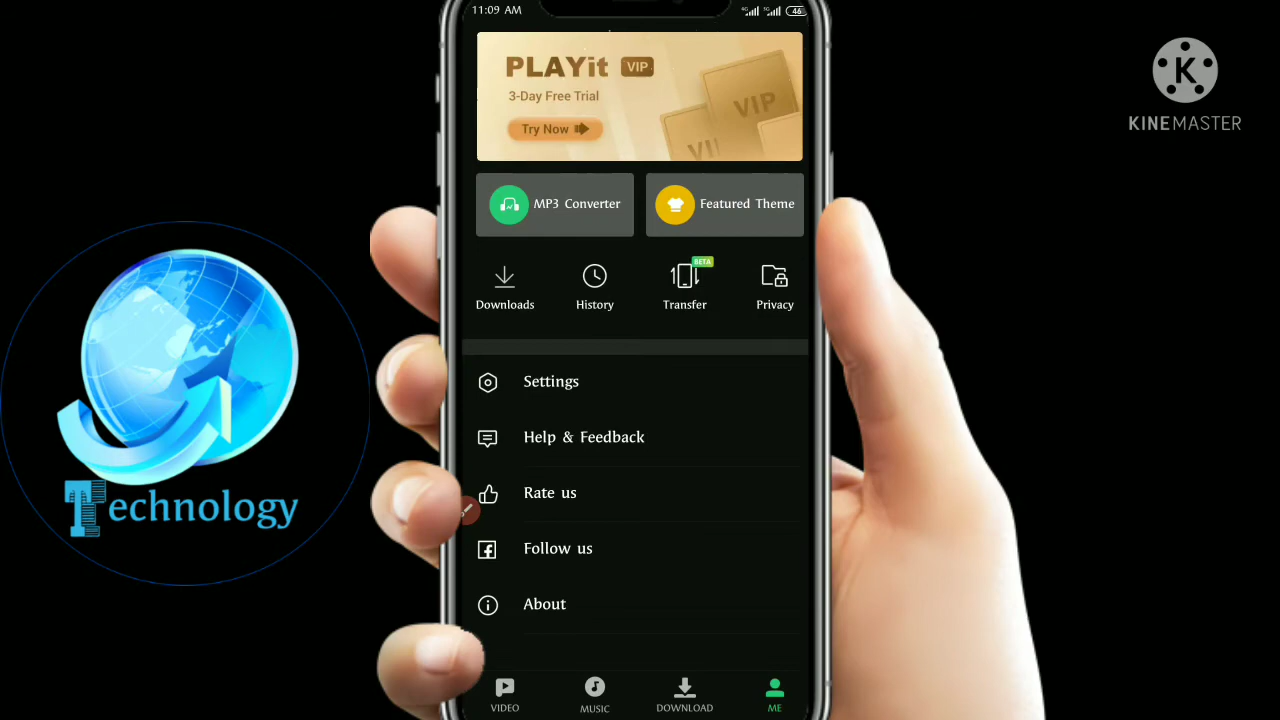 11:09 AM
46
PLAYit VIP
3-Day Free Trial
Try Now
VIP
KINEMASTER
MP3 Converter
Featured Theme
BETA
Downloads
History
Transfer
Privacy
Settings
Help & Feedback
Rate us
Follow us
About
Technology
VIDEO
MUSIC
DOWNLOAD
ME